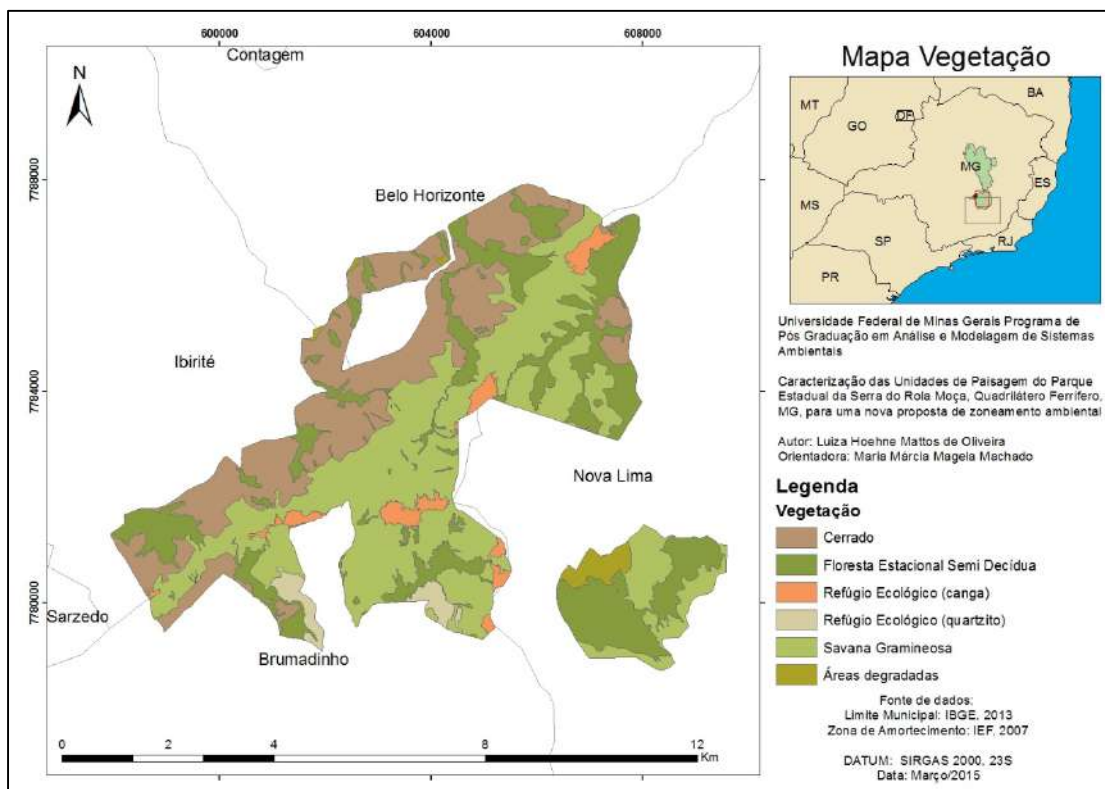 600000
604000
608000
Contagem
N
7788000
Belo Horizonte
Ibirité
7784000
Nova Lima
7780000
Sarzedo
Brumadinho
0
2
4
8
12
Km
Mapa Vegetação
BA
MT
DF
GO
MG
ES
MS
SP
RJ
PR
Universidade Federal de Minas Gerais Programa de
Pós Graduação em Análise e Modelagem de Sistemas
Ambientais
Caracterização das Unidades de Paisagem do Parque
Estadual da Serra do Rola Moça, Quadrilátero Ferrífero,
MG, para uma nova proposta de zoneamento ambiental
Autor: Luiza Hoehne Mattos de Oliveira
Orientadora: Maria Márcia Magela Machado
Legenda
Vegetação
Cerrado
Floresta Estacional Semi Decídua
Refúgio Ecológico (canga)
Refúgio Ecológico (quartzito)
Savana Gramineosa
Áreas degradadas
Fonte de dados:
Limite Municipal: IBGE, 2013
Zona de Amortecimento: IEF, 2007
DATUM: SIRGAS 2000, 23S
Data: Março/2015